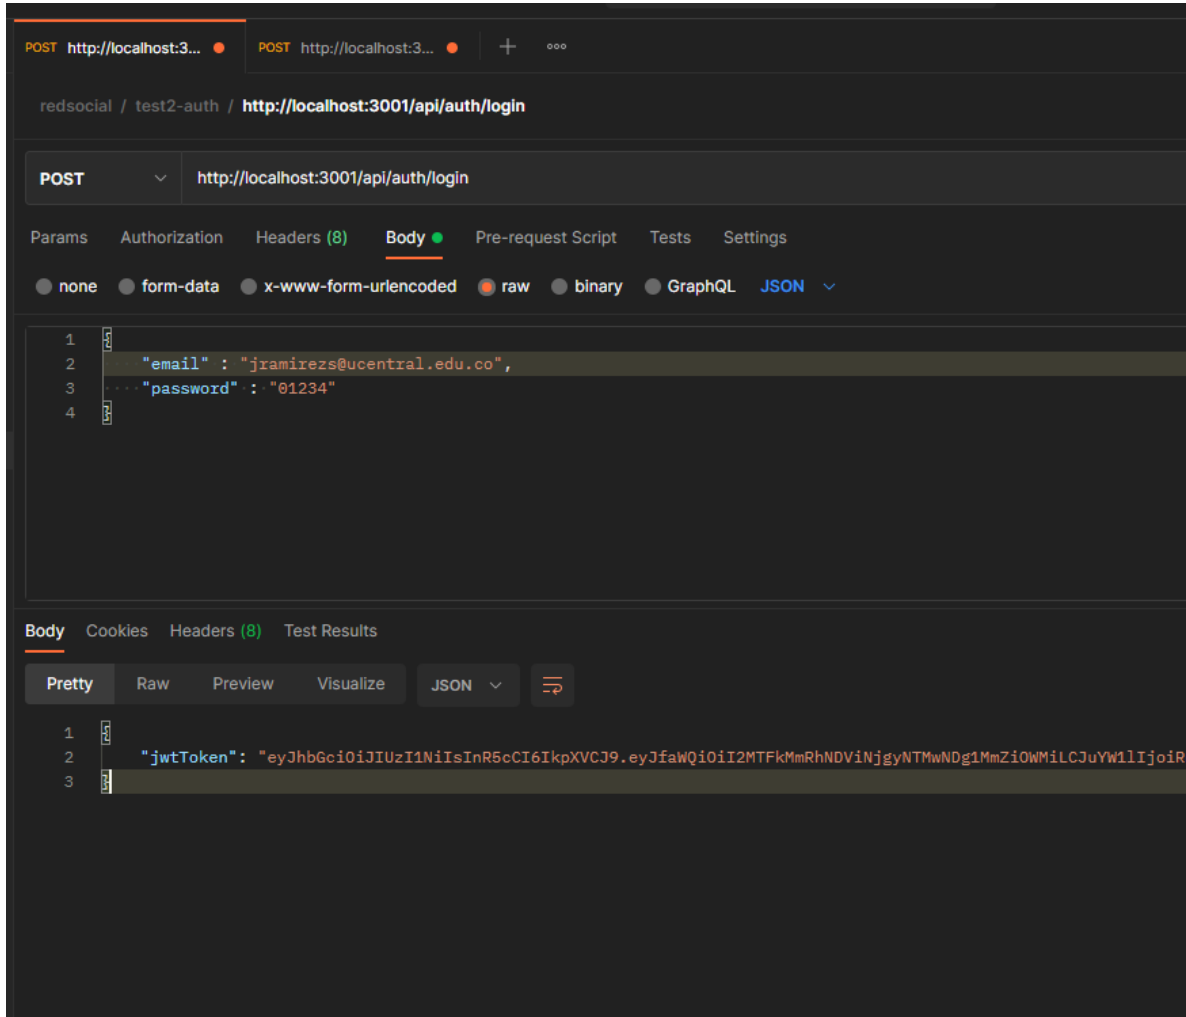 POST http://localhost:3... POST http://localhost:3...
redsocial / test2-auth / http://localhost:3001/api/auth/login
POST http://localhost:3001/api/auth/login
Params Authorization Headers (8) Body Pre-request Script Tests Settings
none form-data x-www-form-urlencoded raw binary GraphQL JSON
1 {
2 "email" : "jramirezs@ucentral.edu.co",
3 "password" : "01234"
4 }
Body Cookies Headers (8) Test Results
Pretty Raw Preview Visualize JSON
1 {
2 "jwtToken": "eyJhbGciOiJIUzI1NiIsInR5cCI6IkpXVCJ9.eyJfaWQiOiI2MTFkMmRhNDViNjgyNTMwNDg1MmZiOWMiLCJuYW1lIjoiR
3 }